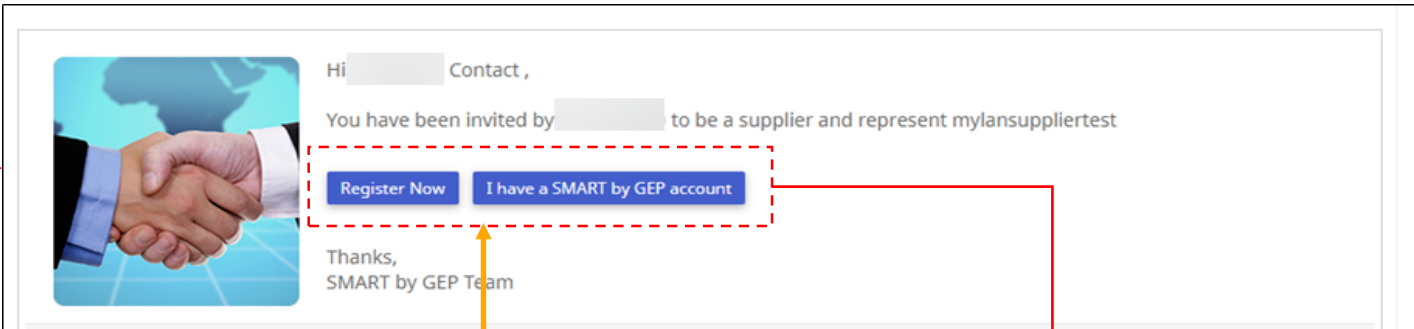 Hi Contact ,
You have been invited by to be a supplier and represent mylansuppliertest
Register Now I have a SMART by GEP account
Thanks,
SMART by GEP Team